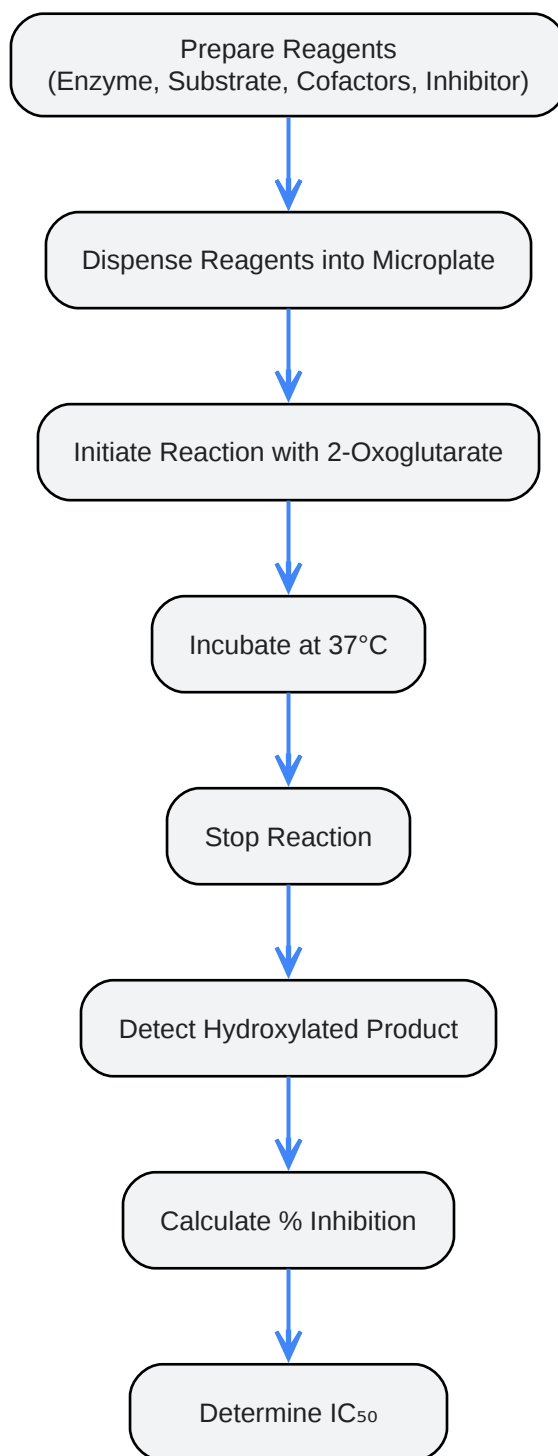 Prepare Reagents
(Enzyme, Substrate, Cofactors, Inhibitor)
Dispense Reagents into Microplate
Initiate Reaction with 2-Oxoglutarate
Incubate at 37°C
Stop Reaction
Detect Hydroxylated Product
Calculate % Inhibition
Determine IC₅₀